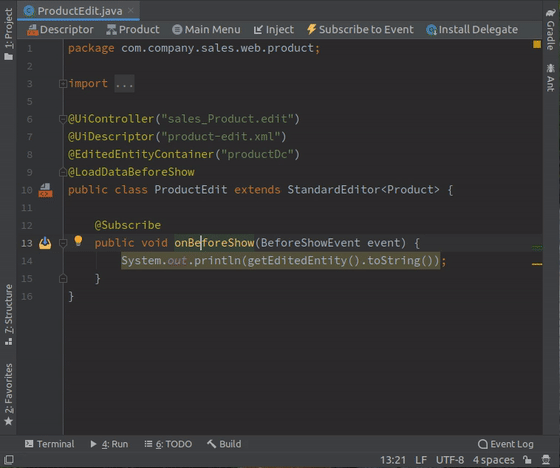 ProductEdit.java
Descriptor Product Main Menu Inject Subscribe to Event Install Delegate
1: Project
Gradle
Ant
1 package com.company.sales.web.product;
2
3 import ...
5
6 @UiController("sales_Product.edit")
7 @UiDescriptor("product-edit.xml")
8 @EditedEntityContainer("productDc")
9 @LoadDataBeforeShow
10 public class ProductEdit extends StandardEditor<Product> {
11
12 @Subscribe
13 public void onBeforeShow(BeforeShowEvent event) {
14 System.out.println(getEditedEntity().toString());
15 }
16 }
7: Structure
2: Favorites
Terminal 4: Run 6: TODO Build Event Log
13:21 LF UTF-8 4 spaces